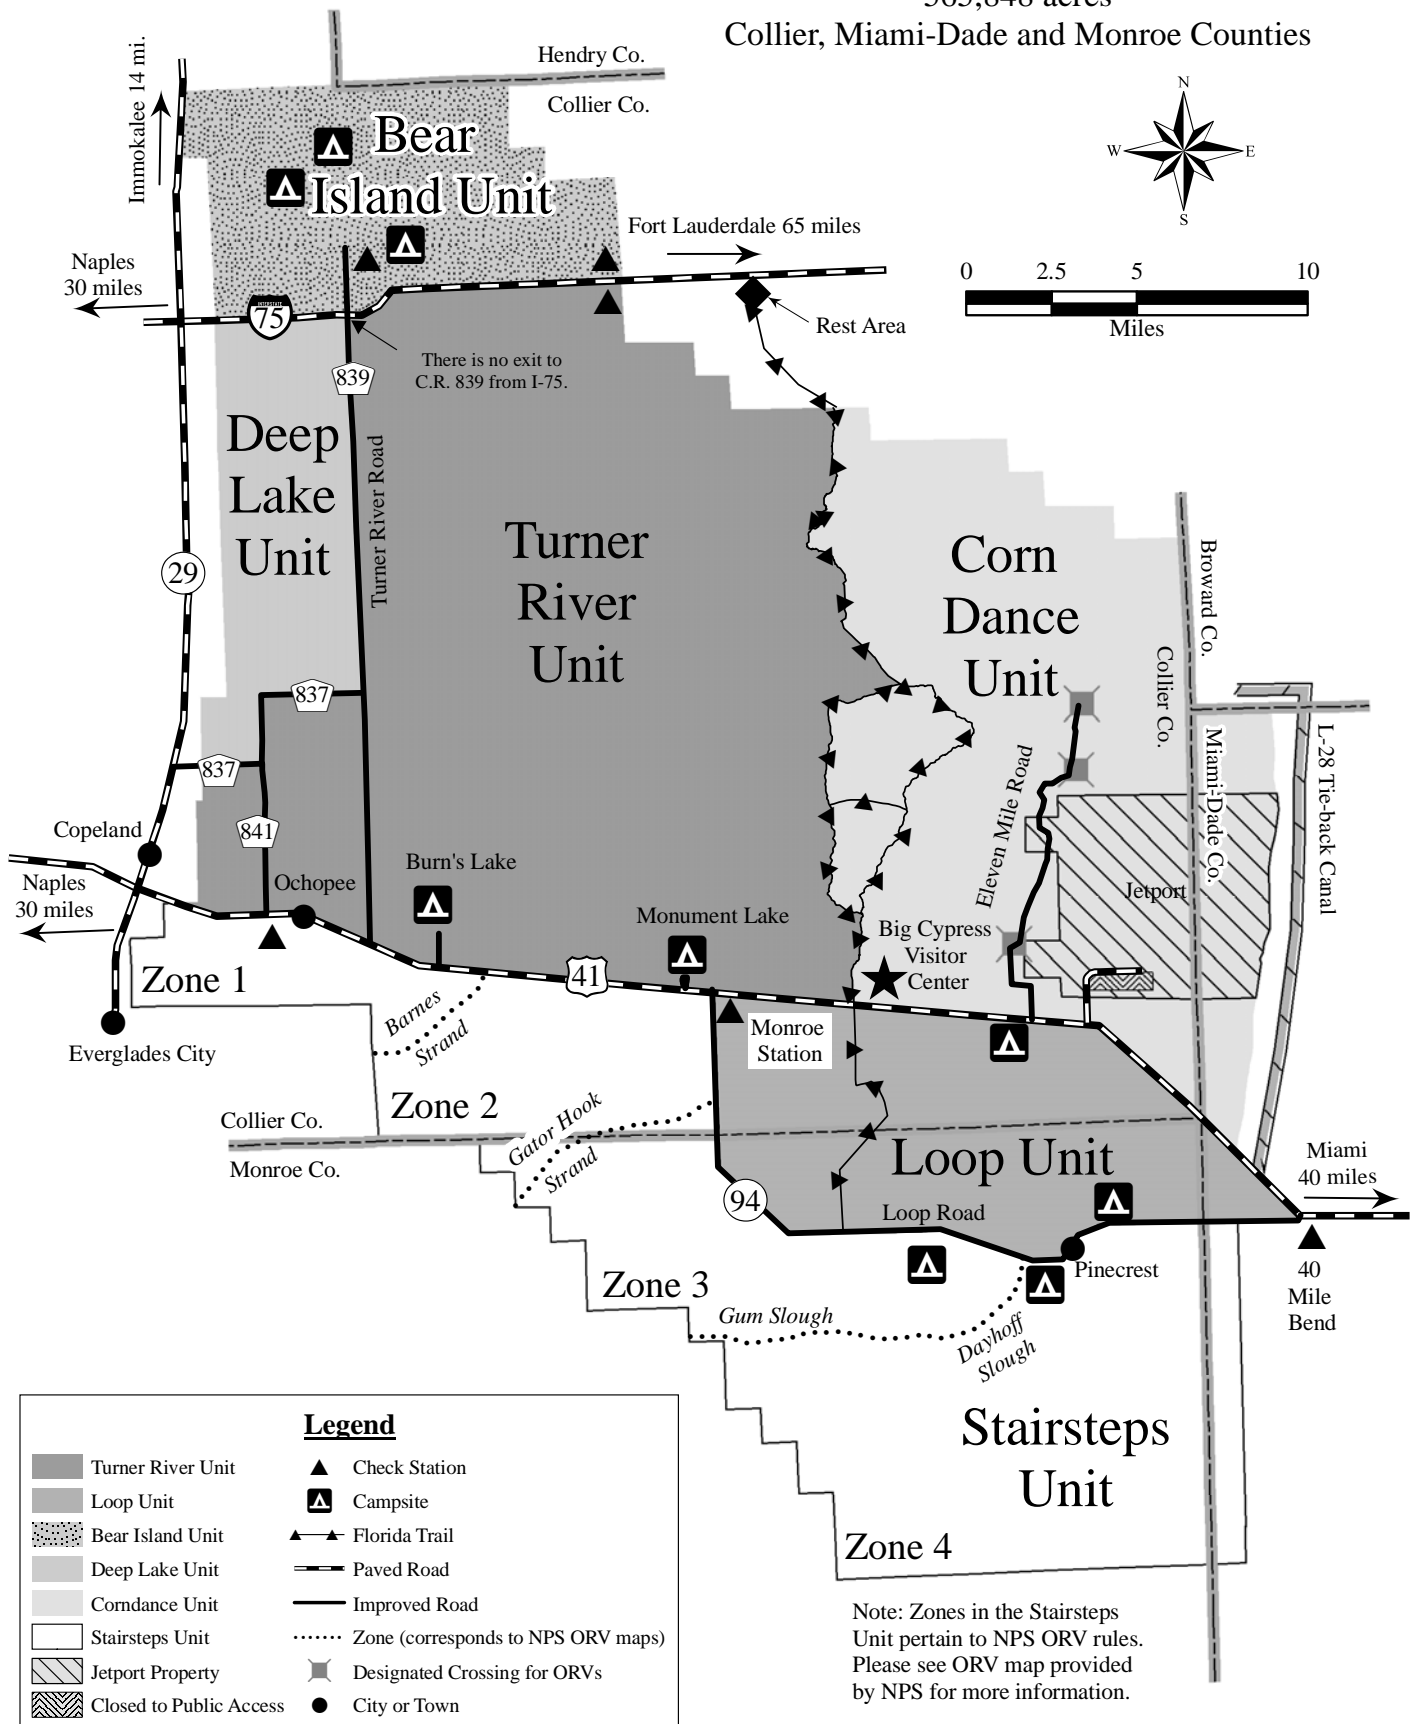 565,848 acres
Collier, Miami-Dade and Monroe Counties
Hendry Co.
Collier Co.
Immokalee 14 mi.
N
W
E
S
Bear
Island Unit
Fort Lauderdale 65 miles
Naples
30 miles
0 2.5 5 10
Miles
INTERSTATE
75
Rest Area
There is no exit to
C.R. 839 from I-75.
839
Deep
Lake
Unit
Turner River Road
Turner
River
Unit
Corn
Dance
Unit
Broward Co.
Collier Co.
29
837
837
841
Miami-Dade Co.
L-28 Tie-back Canal
Eleven Mile Road
Jetport
Copeland
Naples
30 miles
Ochopee
Burn's Lake
Monument Lake
Big Cypress
Visitor
Center
41
Zone 1
Barnes
Strand
Monroe
Station
Everglades City
Zone 2
Collier Co.
Monroe Co.
Gator Hook
Strand
Loop Unit
Miami
40 miles
94
Loop Road
Pinecrest
40
Mile
Bend
Zone 3
Gum Slough
Dayhoff
Slough
Stairsteps
Unit
Zone 4
Legend
Turner River Unit
Loop Unit
Bear Island Unit
Deep Lake Unit
Corndance Unit
Stairsteps Unit
Jetport Property
Closed to Public Access
Check Station
Campsite
Florida Trail
Paved Road
Improved Road
Zone (corresponds to NPS ORV maps)
Designated Crossing for ORVs
City or Town
Note: Zones in the Stairsteps
Unit pertain to NPS ORV rules.
Please see ORV map provided
by NPS for more information.